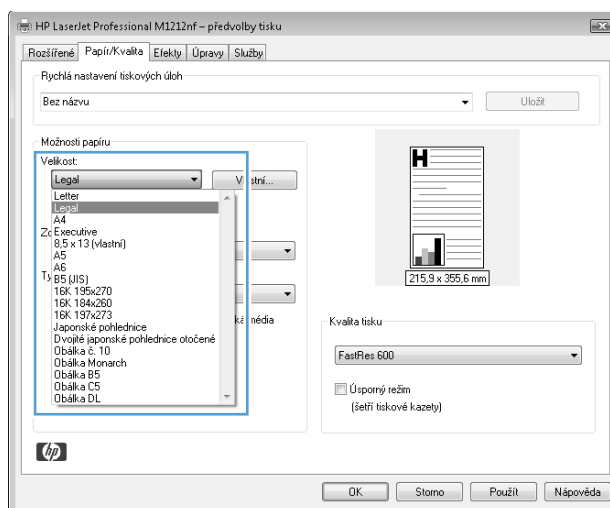 HP LaserJet Professional M1212nf – předvolby tisku
Rozšířené Papír/Kvalita Efekty Úpravy Služby
Rychlá nastavení tiskových úloh
Bez názvu Uložit
Možnosti papíru
Velikost:
Legal
Letter
Legal
A4
Executive
8,5 x 13 (vlastní)
A5
A6
B5 (JIS)
16K 195x270
16K 184x260
16K 197x273
Japonské pohlednice
Dvojité japonské pohlednice otočené
Obálka č. 10
Obálka Monarch
Obálka B5
Obálka C5
Obálka DL
média
H
215,9 x 355,6 mm
Kvalita tisku
FastRes 600
Úsporný režim
(šetří tiskové kazety)
hp
OK Storno Použít Nápověda